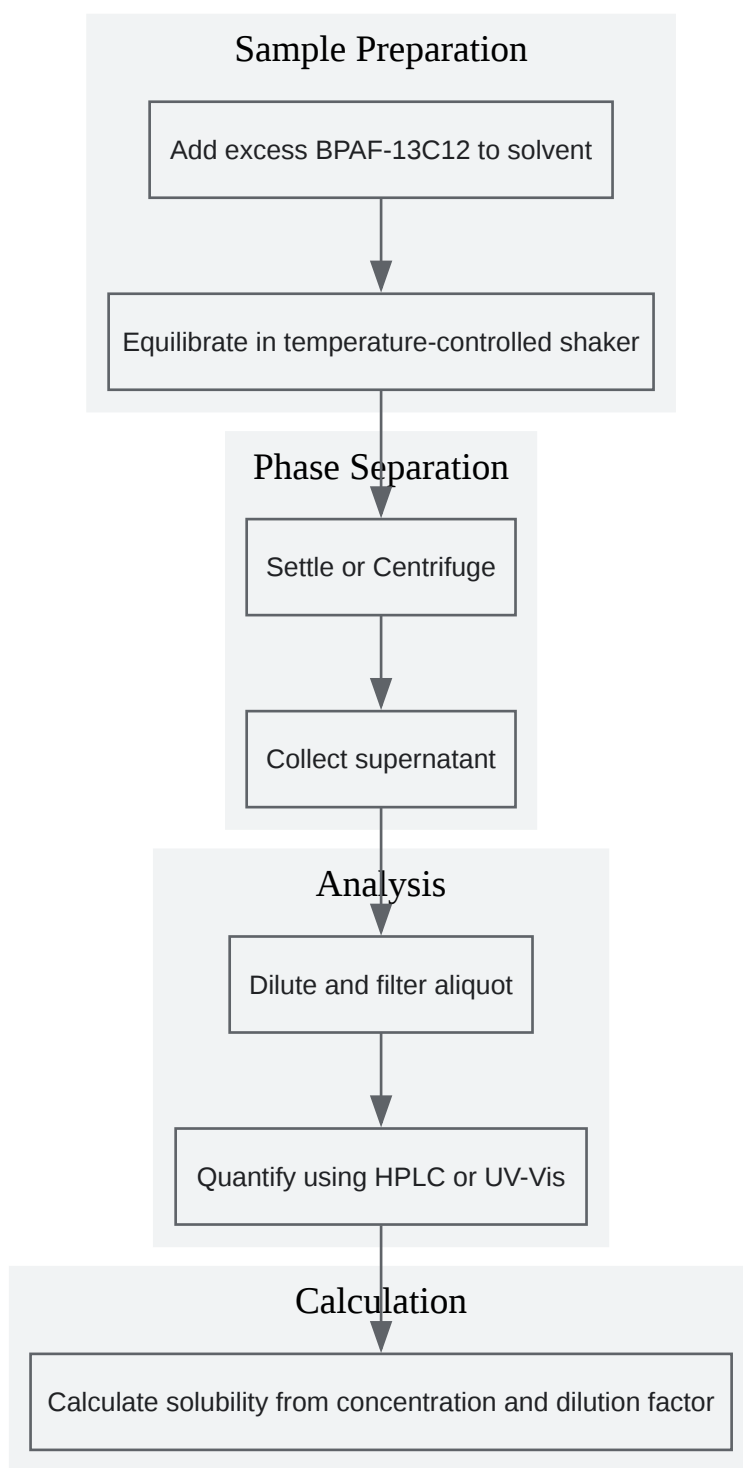 Sample Preparation
Add excess BPAF-13C12 to solvent
Equilibrate in temperature-controlled shaker
Phase Separation
Settle or Centrifuge
Collect supernatant
Analysis
Dilute and filter aliquot
Quantify using HPLC or UV-Vis
Calculation
Calculate solubility from concentration and dilution factor